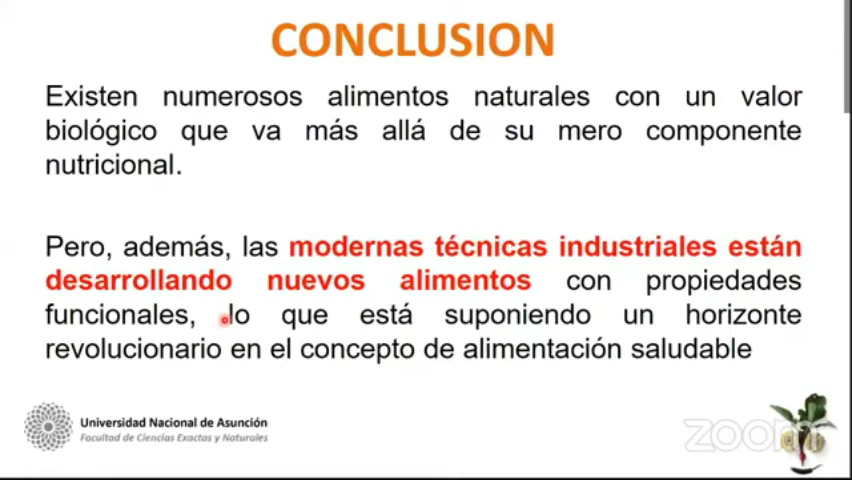 CONCLUSION
Existen numerosos alimentos naturales con un valor
biológico que va más allá de su mero componente
nutricional.
Pero, además, las modernas técnicas industriales están
desarrollando nuevos alimentos con propiedades
funcionales, lo que está suponiendo un horizonte
revolucionario en el concepto de alimentación saludable
Universidad Nacional de Asunción
Facultad de Ciencias Exactas y Naturales
zoom